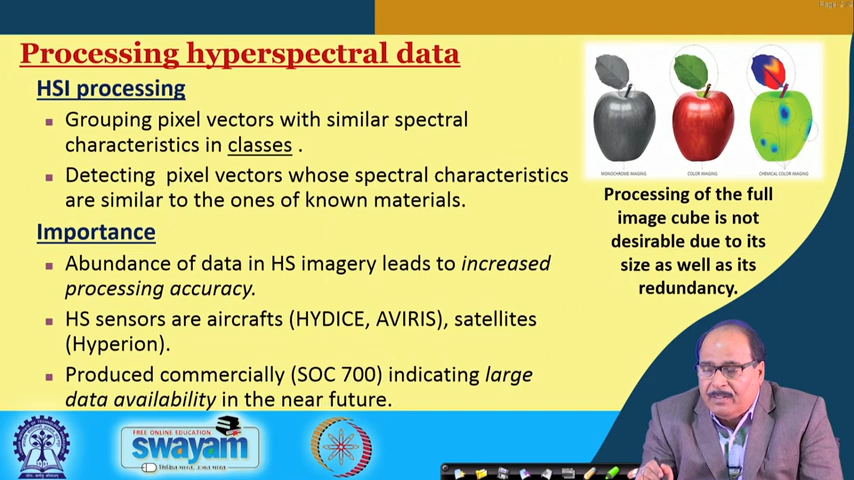 Processing hyperspectral data
HSI processing
Grouping pixel vectors with similar spectral
characteristics in classes .
Detecting pixel vectors whose spectral characteristics
are similar to the ones of known materials.
Importance
Abundance of data in HS imagery leads to increased
processing accuracy.
HS sensors are aircrafts (HYDICE, AVIRIS), satellites
(Hyperion).
Produced commercially (SOC 700) indicating large
data availability in the near future.
MONOCHROME IMAGING
COLOR IMAGING
CHEMICAL COLOR IMAGING
Processing of the full
image cube is not
desirable due to its
size as well as its
redundancy.
FREE ONLINE EDUCATION
swayam